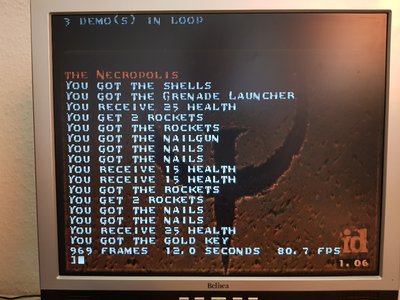 3 DEMO(S) IN LOOP
THE NECROPOLIS
YOU GOT THE SHELLS
YOU GOT THE GRENADE LAUNCHER
YOU RECEIVE 25 HEALTH
YOU GET 2 ROCKETS
YOU GOT THE ROCKETS
YOU GOT THE NAILGUN
YOU GOT THE NAILS
YOU GOT THE NAILS
YOU RECEIVE 15 HEALTH
YOU RECEIVE 15 HEALTH
YOU GOT THE ROCKETS
YOU GET 2 ROCKETS
YOU GOT THE NAILS
YOU GOT THE NAILS
YOU RECEIVE 25 HEALTH
YOU GOT THE GOLD KEY
969 FRAMES 12.0 SECONDS 80.7 FPS
]
id
1.06
Belinea